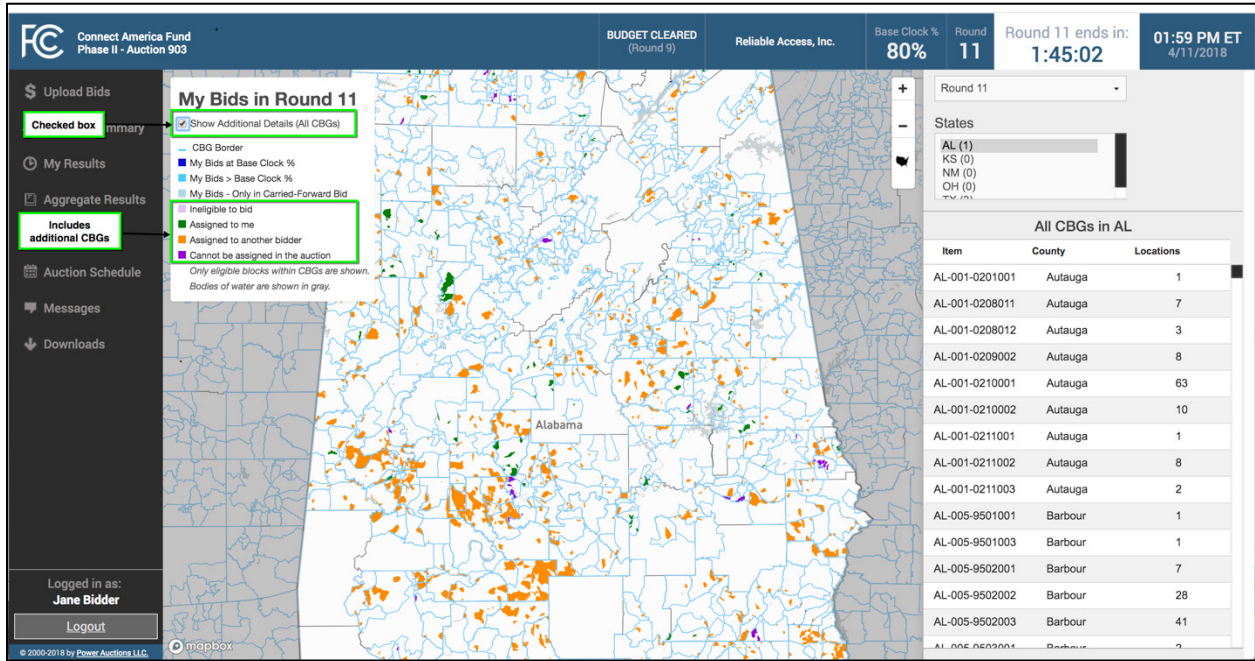 FCC
Connect America Fund
Phase II - Auction 903
BUDGET CLEARED
(Round 9)
Reliable Access, Inc.
Base Clock %
80%
Round
11
Round 11 ends in:
1:45:02
01:59 PM ET
4/11/2018
Upload Bids
Checked box
mmary
My Results
Aggregate Results
Includes
additional CBGs
Auction Schedule
Messages
Downloads
Logged in as:
Jane Bidder
Logout
© 2000-2018 by Power Auctions LLC.
My Bids in Round 11
Show Additional Details (All CBGs)
CBG Border
My Bids at Base Clock %
My Bids > Base Clock %
My Bids - Only in Carried-Forward Bid
Ineligible to bid
Assigned to me
Assigned to another bidder
Cannot be assigned in the auction
Only eligible blocks within CBGs are shown.
Bodies of water are shown in gray.
Alabama
mapbox
+
−
Round 11
States
AL (1)
KS (0)
NM (0)
OH (0)
All CBGs in AL
Item County Locations
AL-001-0201001 Autauga 1
AL-001-0208011 Autauga 7
AL-001-0208012 Autauga 3
AL-001-0209002 Autauga 8
AL-001-0210001 Autauga 63
AL-001-0210002 Autauga 10
AL-001-0211001 Autauga 1
AL-001-0211002 Autauga 8
AL-001-0211003 Autauga 2
AL-005-9501001 Barbour 1
AL-005-9501003 Barbour 1
AL-005-9502001 Barbour 7
AL-005-9502002 Barbour 28
AL-005-9502003 Barbour 41